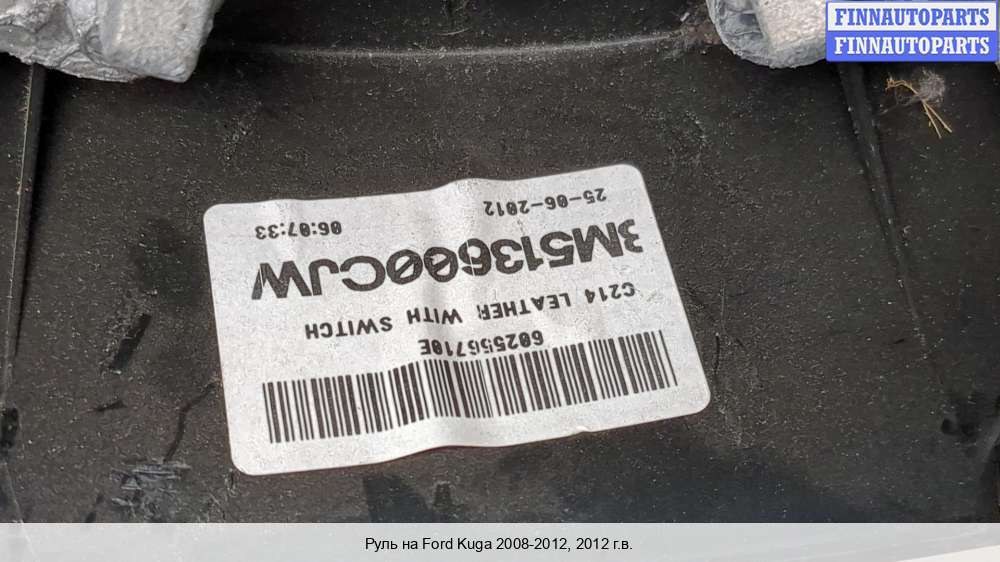 FINNAUTOPARTS
FINNAUTOPARTS
602556710E
C214 LEATHER WITH SWITCH
3M513600CJW
25-06-2012 06:07:33
Руль на Ford Kuga 2008-2012, 2012 г.в.